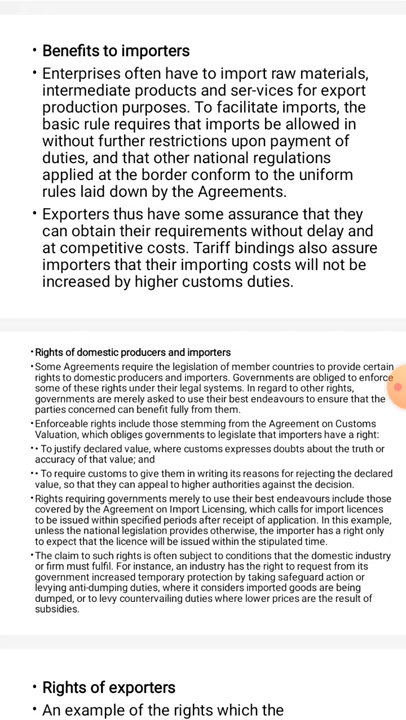 • Benefits to importers
• Enterprises often have to import raw materials,
intermediate products and ser-vices for export
production purposes. To facilitate imports, the
basic rule requires that imports be allowed in
without further restrictions upon payment of
duties, and that other national regulations
applied at the border conform to the uniform
rules laid down by the Agreements.
• Exporters thus have some assurance that they
can obtain their requirements without delay and
at competitive costs. Tariff bindings also assure
importers that their importing costs will not be
increased by higher customs duties.
• Rights of domestic producers and importers
• Some Agreements require the legislation of member countries to provide certain
rights to domestic producers and importers. Governments are obliged to enforce
some of these rights under their legal systems. In regard to other rights,
governments are merely asked to use their best endeavours to ensure that the
parties concerned can benefit fully from them.
• Enforceable rights include those stemming from the Agreement on Customs
Valuation, which obliges governments to legislate that importers have a right:
• • To justify declared value, where customs expresses doubts about the truth or
accuracy of that value; and
• • To require customs to give them in writing its reasons for rejecting the declared
value, so that they can appeal to higher authorities against the decision.
• Rights requiring governments merely to use their best endeavours include those
covered by the Agreement on Import Licensing, which calls for import licences
to be issued within specified periods after receipt of application. In this example,
unless the national legislation provides otherwise, the importer has a right only
to expect that the licence will be issued within the stipulated time.
• The claim to such rights is often subject to conditions that the domestic industry
or firm must fulfil. For instance, an industry has the right to request from its
government increased temporary protection by taking safeguard action or
levying anti-dumping duties, where it considers imported goods are being
dumped, or to levy countervailing duties where lower prices are the result of
subsidies.
• Rights of exporters
• An example of the rights which the